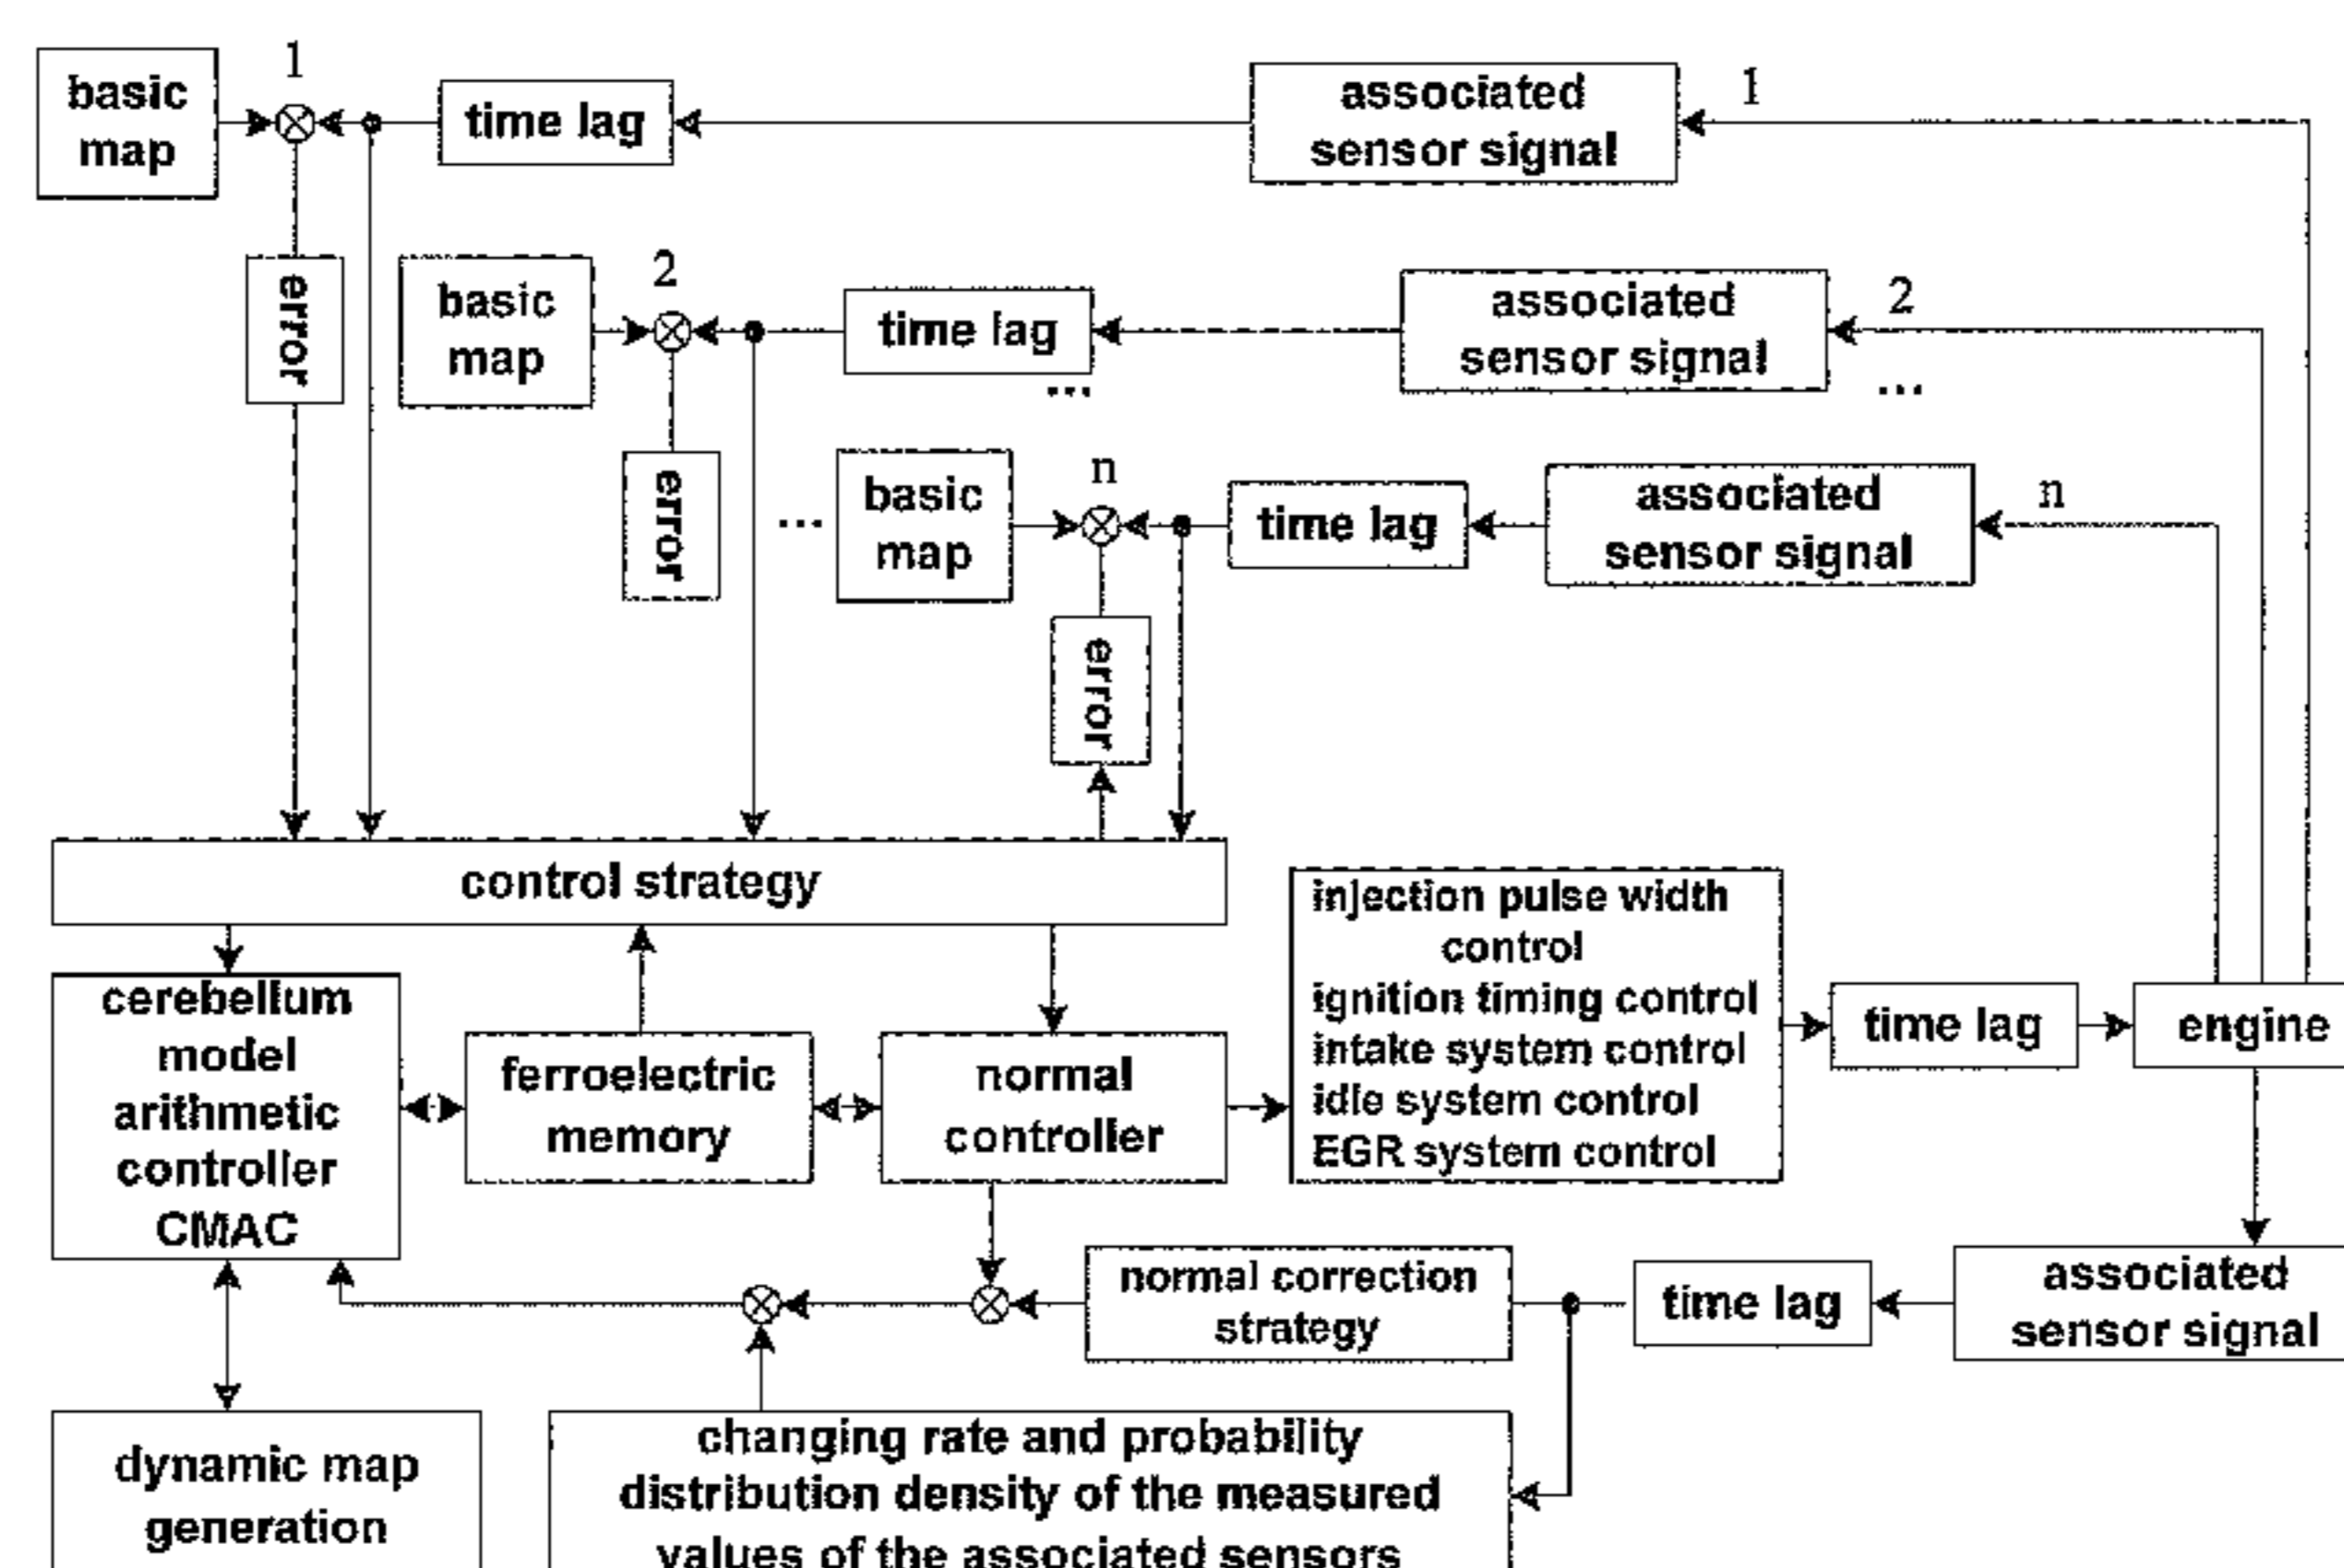 1
basic
map
time lag
associated
sensor signal
1
error
basic
map
2
time lag
...
associated
sensor signal
2
...
error
...
basic
map
n
time lag
associated
sensor signal
n
error
control strategy
cerebellum
model
arithmetic
controller
CMAC
ferroelectric
memory
normal
controller
injection pulse width
control
ignition timing control
intake system control
idle system control
EGR system control
time lag
engine
normal correction
strategy
time lag
associated
sensor signal
dynamic map
generation
changing rate and probability
distribution density of the measured
values of the associated sensors